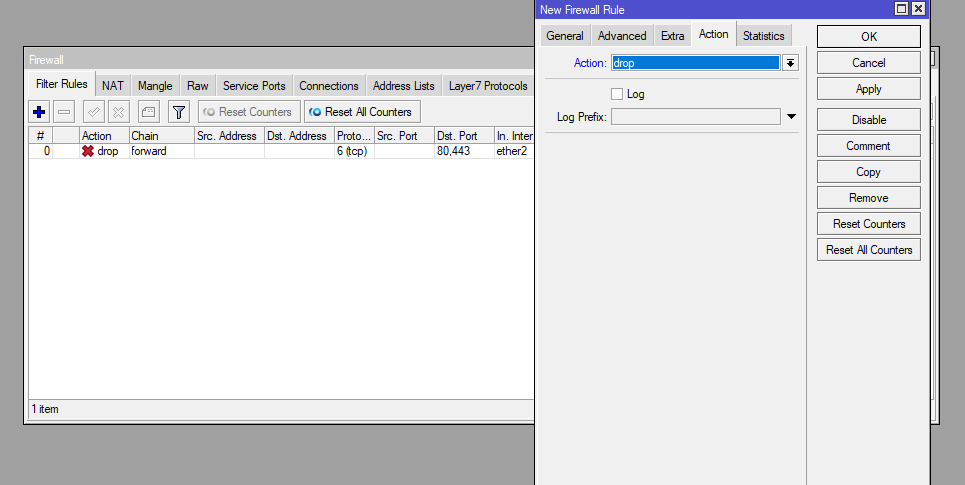 New Firewall Rule
Firewall
Filter Rules NAT Mangle Raw Service Ports Connections Address Lists Layer7 Protocols
Reset Counters Reset All Counters
# Action Chain Src. Address Dst. Address Proto... Src. Port Dst. Port In. Inter
0 drop forward 6 (tcp) 80,443 ether2
1 item
General Advanced Extra Action Statistics
Action: drop
Log
Log Prefix:
OK
Cancel
Apply
Disable
Comment
Copy
Remove
Reset Counters
Reset All Counters